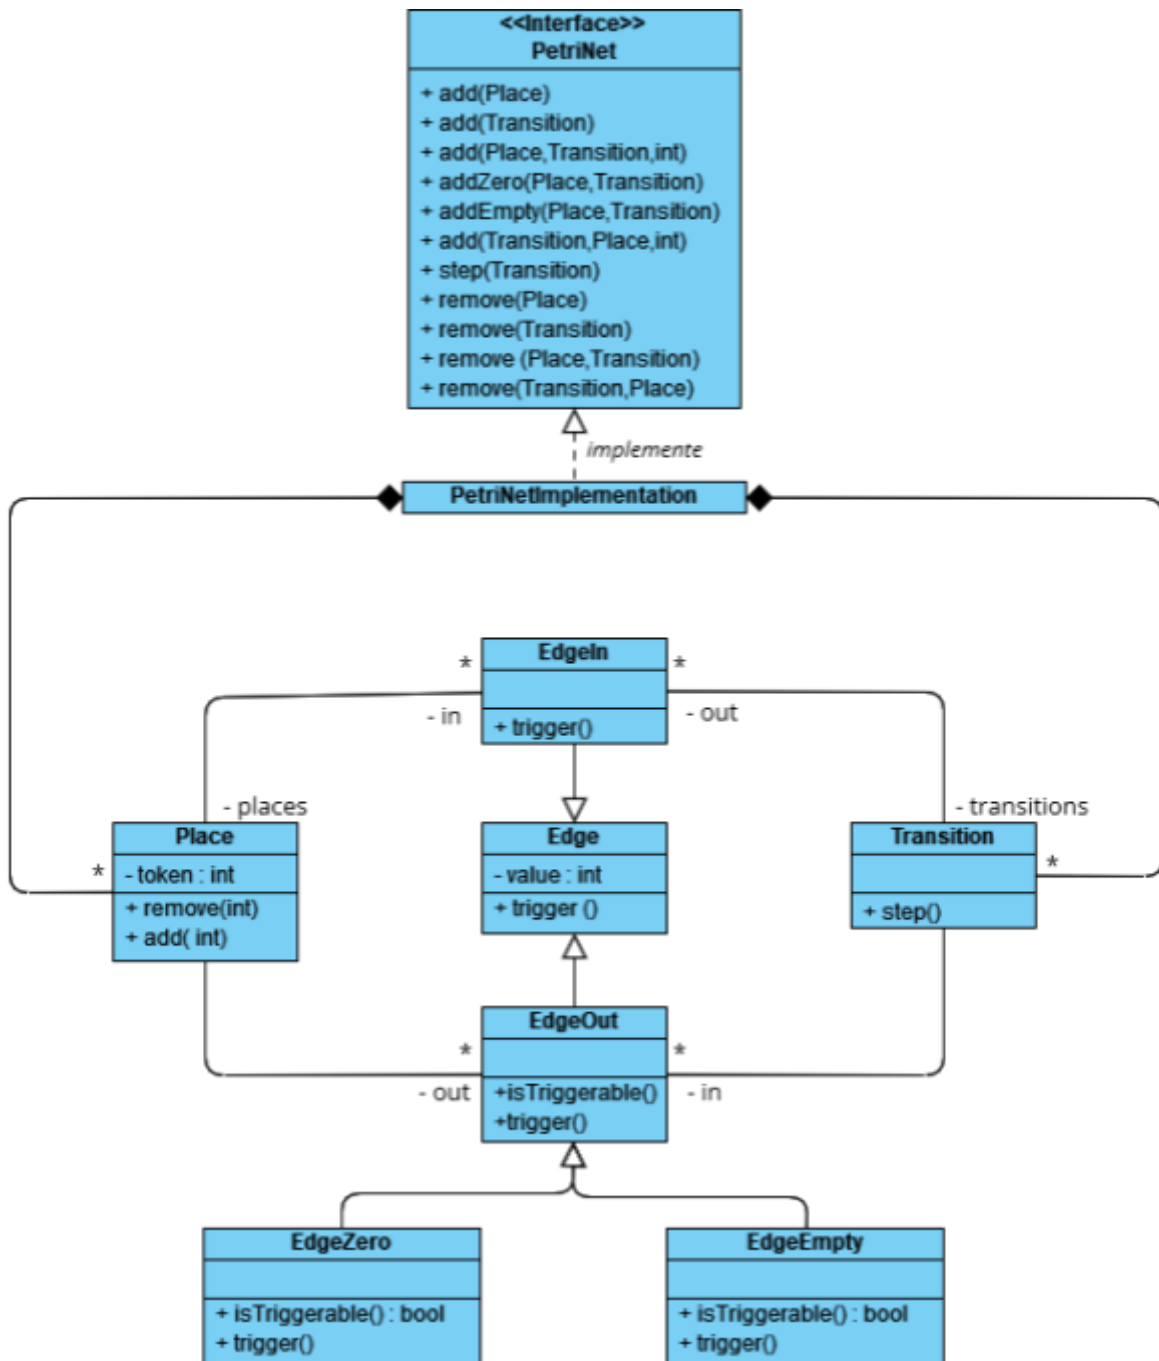 <<Interface>>
PetriNet
+ add(Place)
+ add(Transition)
+ add(Place,Transition,int)
+ addZero(Place,Transition)
+ addEmpty(Place,Transition)
+ add(Transition,Place,int)
+ step(Transition)
+ remove(Place)
+ remove(Transition)
+ remove (Place,Transition)
+ remove(Transition,Place)
implemente
PetriNetImplementation
* EdgeIn *
- in
+ trigger()
- out
- places
- transitions
Place
- token : int
+ remove(int)
+ add( int)
*
Edge
- value : int
+ trigger ()
Transition
+ step()
*
* EdgeOut *
- out
+isTriggerable()
+trigger()
- in
EdgeZero
+ isTriggerable() : bool
+ trigger()
EdgeEmpty
+ isTriggerable() : bool
+ trigger()